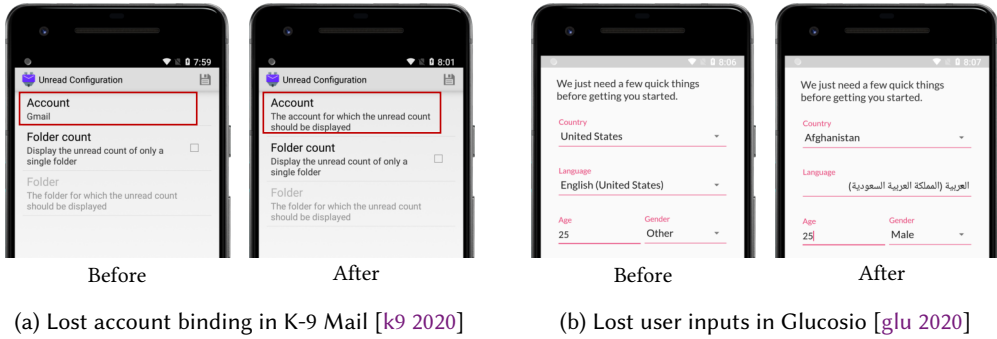 7:59
Unread Configuration
Account
Gmail
Folder count
Display the unread count of only a
single folder
Folder
The folder for which the unread count
should be displayed
Before
8:01
Unread Configuration
Account
The account for which the unread count
should be displayed
Folder count
Display the unread count of only a
single folder
Folder
The folder for which the unread count
should be displayed
After
(a) Lost account binding in K-9 Mail [k9 2020]
8:06
We just need a few quick things
before getting you started.
Country
United States
Language
English (United States)
Age Gender
25 Other
Before
8:07
We just need a few quick things
before getting you started.
Country
Afghanistan
Language
العربية (المملكة العربية السعودية)
Age Gender
25 Male
After
(b) Lost user inputs in Glucosio [glu 2020]